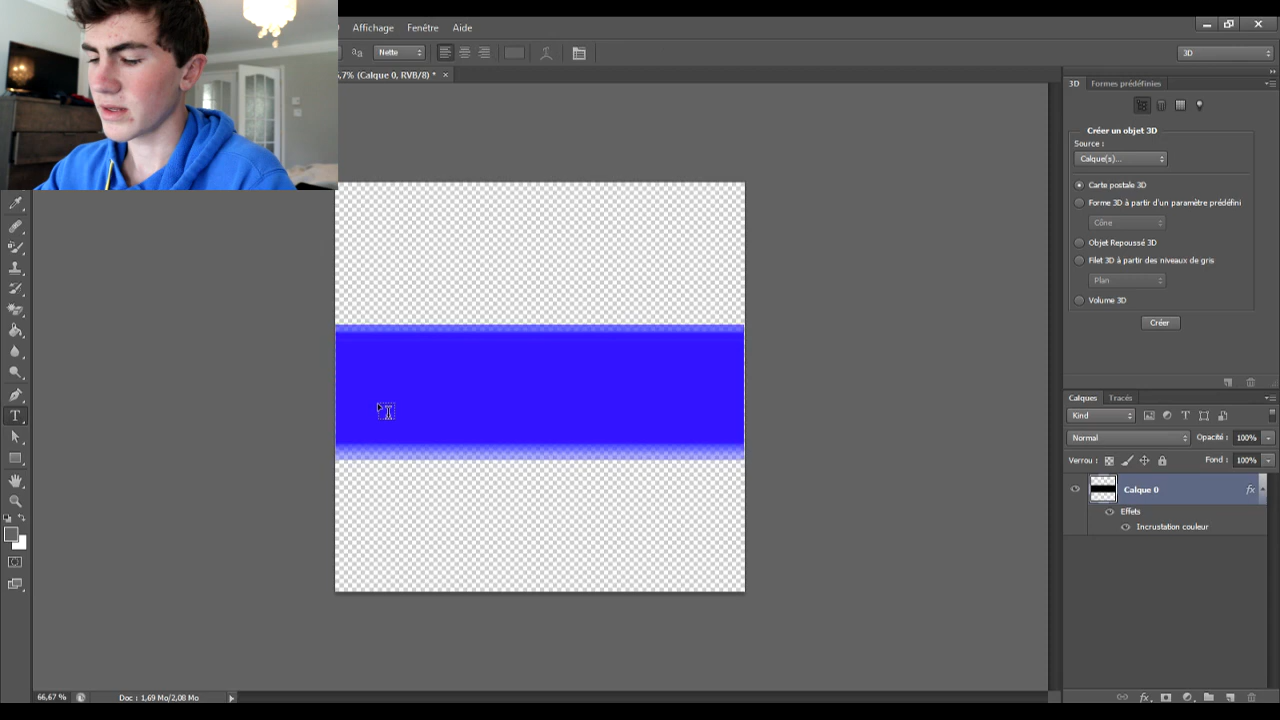 Affichage Fenêtre Aide
aa Nette 3D
,7% (Calque 0, RVB/8) * ×
3D Formes prédéfinies
Créer un objet 3D
Source :
Calque(s)...
Carte postale 3D
Forme 3D à partir d'un paramètre prédéfini
Cône
Objet Repoussé 3D
Filet 3D à partir des niveaux de gris
Plan
Volume 3D
Créer
Calques Tracés
Kind
Normal Opacité : 100%
Verrou : Fond : 100%
Calque 0 fx
Effets
Incrustation couleur
66,67 % Doc : 1,69 Mo/2,08 Mo